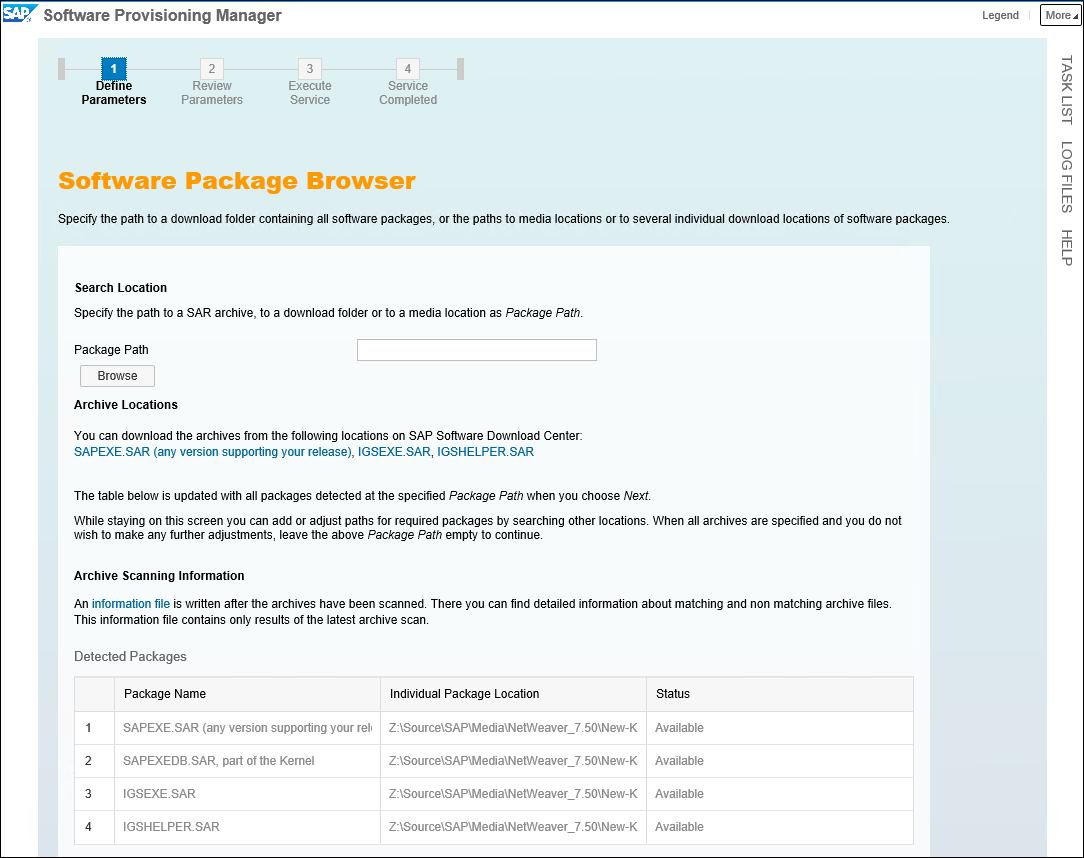 SAP Software Provisioning Manager
Legend
More
1
2
3
4
Define Parameters
Review Parameters
Execute Service
Service Completed
TASK LIST
LOG FILES
HELP
Software Package Browser
Specify the path to a download folder containing all software packages, or the paths to media locations or to several individual download locations of software packages.
Search Location
Specify the path to a SAR archive, to a download folder or to a media location as Package Path.
Package Path
Browse
Archive Locations
You can download the archives from the following locations on SAP Software Download Center:
SAPEXE.SAR (any version supporting your release), IGSEXE.SAR, IGSHELPER.SAR
The table below is updated with all packages detected at the specified Package Path when you choose Next.
While staying on this screen you can add or adjust paths for required packages by searching other locations. When all archives are specified and you do not
wish to make any further adjustments, leave the above Package Path empty to continue.
Archive Scanning Information
An information file is written after the archives have been scanned. There you can find detailed information about matching and non matching archive files.
This information file contains only results of the latest archive scan.
Detected Packages
Package Name Individual Package Location Status
1 SAPEXE.SAR (any version supporting your rele Z:\Source\SAP\Media\NetWeaver_7.50\New-K Available
2 SAPEXEDB.SAR, part of the Kernel Z:\Source\SAP\Media\NetWeaver_7.50\New-K Available
3 IGSEXE.SAR Z:\Source\SAP\Media\NetWeaver_7.50\New-K Available
4 IGSHELPER.SAR Z:\Source\SAP\Media\NetWeaver_7.50\New-K Available